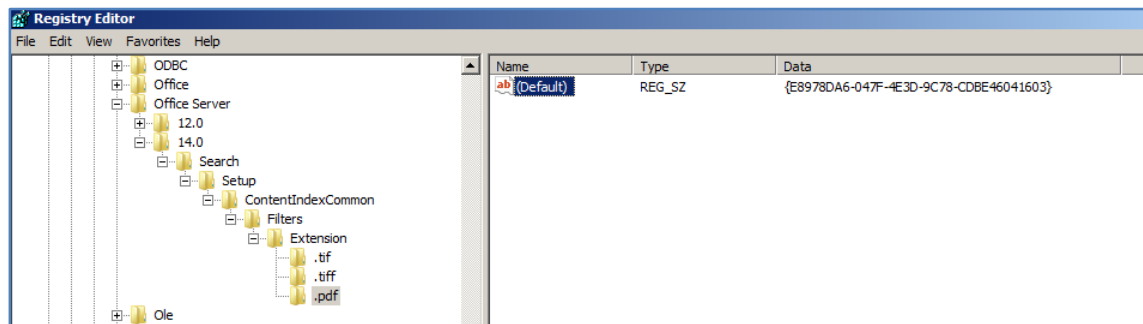 Registry Editor
File Edit View Favorites Help
ODBC
Office
Office Server
12.0
14.0
Search
Setup
ContentIndexCommon
Filters
Extension
.tif
.tiff
.pdf
Ole
Name Type Data
ab (Default) REG_SZ {E8978DA6-047F-4E3D-9C78-CDBE46041603}